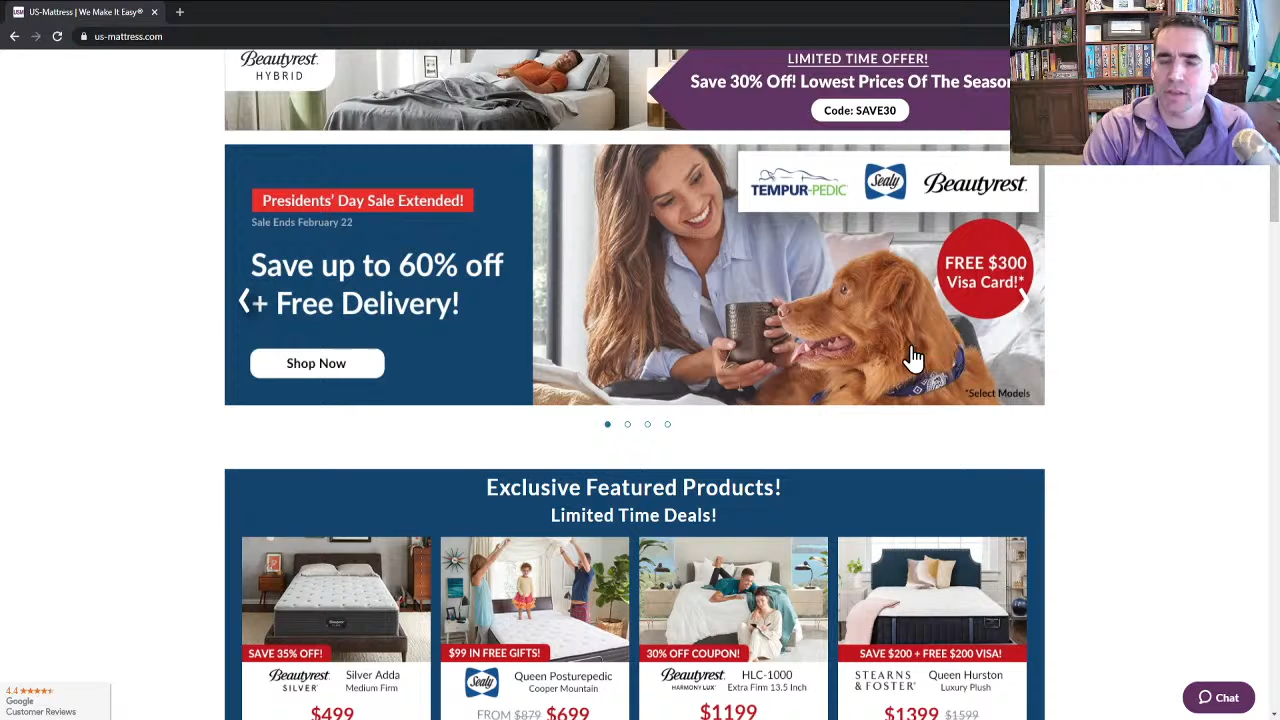 US-Mattress | We Make It Easy®
us-mattress.com
Beautyrest
HYBRID
LIMITED TIME OFFER!
Save 30% Off! Lowest Prices Of The Season
Code: SAVE30
Presidents' Day Sale Extended!
Sale Ends February 22
Save up to 60% off
+ Free Delivery!
Shop Now
TEMPUR-PEDIC
Sealy
Beautyrest.
FREE $300
Visa Card!*
*Select Models
Exclusive Featured Products!
Limited Time Deals!
SAVE 35% OFF!
Beautyrest
SILVER
Silver Adda
Medium Firm
$499
$99 IN FREE GIFTS!
Sealy
Queen Posturepedic
Cooper Mountain
FROM $879 $699
30% OFF COUPON!
Beautyrest
HARMONY LUX
HLC-1000
Extra Firm 13.5 Inch
$1199
SAVE $200 + FREE $200 VISA!
STEARNS
& FOSTER
Queen Hurston
Luxury Plush
$1399 $1599
4.4
Google
Customer Reviews
Chat